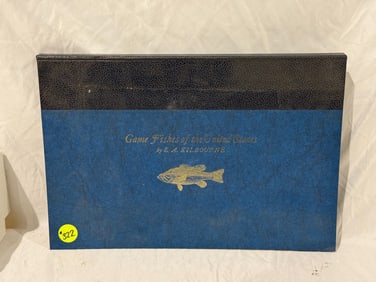 Game Fishes of the United States
by S. A. KILBOURNE
322